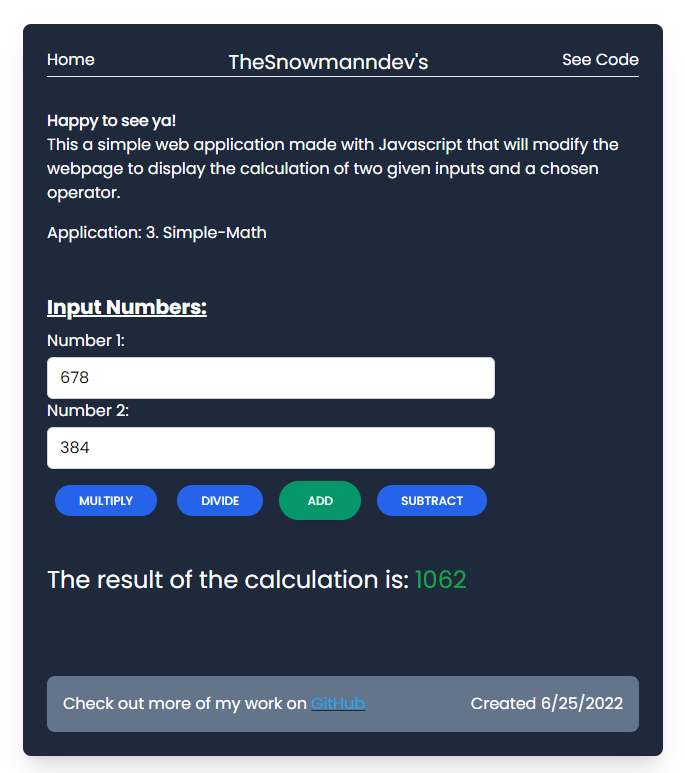 Home TheSnowmanndev's See Code
Happy to see ya!
This a simple web application made with Javascript that will modify the
webpage to display the calculation of two given inputs and a chosen
operator.
Application: 3. Simple-Math
Input Numbers:
Number 1:
678
Number 2:
384
MULTIPLY DIVIDE ADD SUBTRACT
The result of the calculation is: 1062
Check out more of my work on GitHub Created 6/25/2022